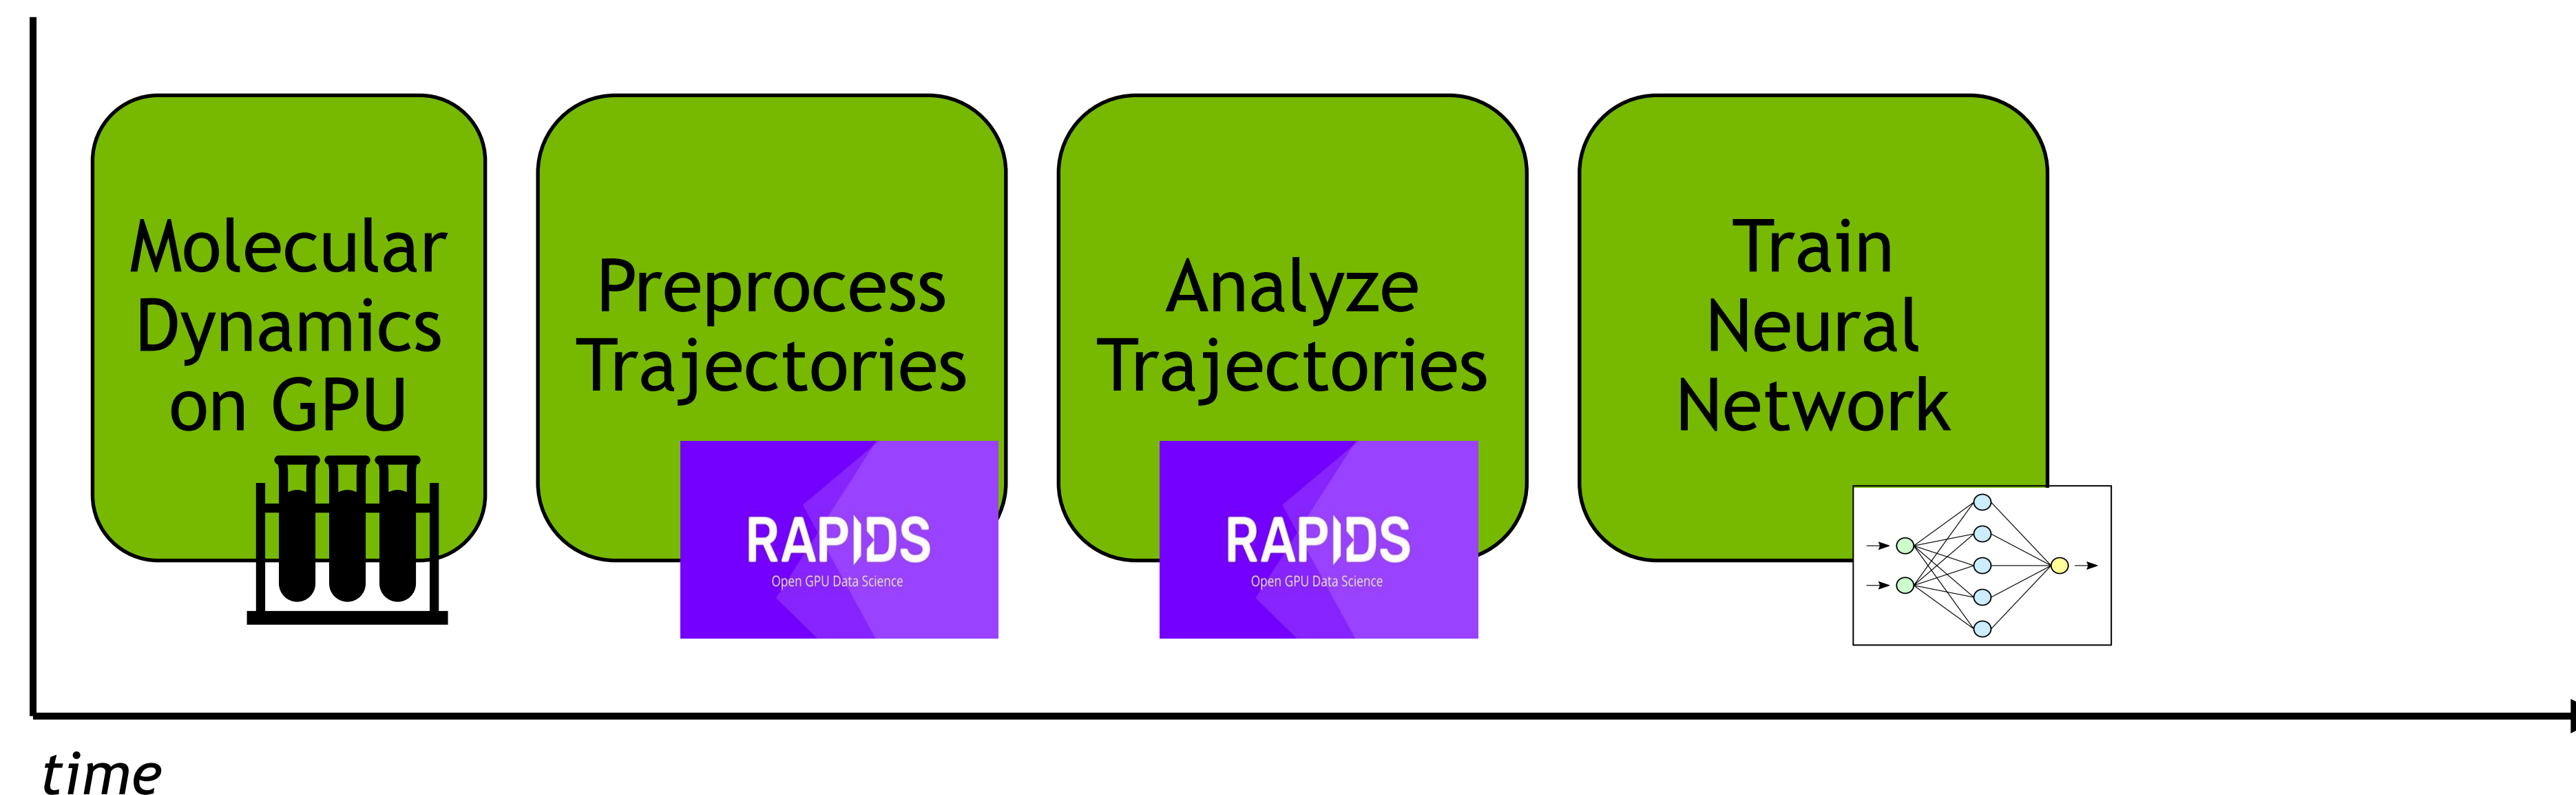 Molecular
Dynamics
on GPU
Preprocess
Trajectories
RAPIDS
Open GPU Data Science
Analyze
Trajectories
RAPIDS
Open GPU Data Science
Train
Neural
Network
time